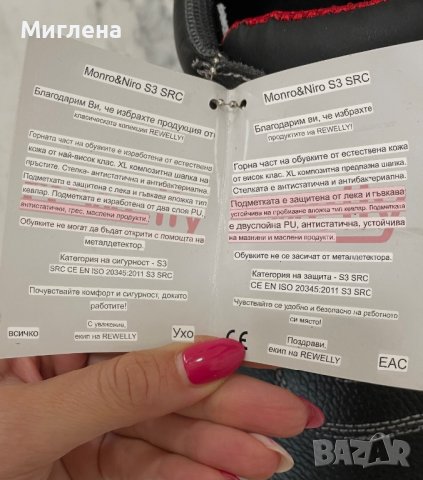 Миглена
Monro&Niro S3 SRC
Благодарим Ви, че избрахте продукция от
класическата колекция REWELLY!
Горната част на обувките е изработена от естествена
кожа от най-висок клас. XL композитна шапка на
пръстите. Стелка- антистатична и антибактериална.
Подметката е защитена с лека и гъвкава вложка тип
кевлар. Подметката е изработена от два слоя PU,
антистатични, грес, маслени продукти.
Обувките не могат да бъдат открити с помощта на
металдетектор.
Категория на сигурност - S3
SRC CE EN ISO 20345:2011 S3 SRC
Почувствайте комфорт и сигурност, докато
работите!
С уважение,
екип на REWELLY!
всичко
Ухо
Monro&Niro S3 SRC
Благодарим Ви, че избрахте
продуктите на REWELLY!
Горна част на обувките от естествена кожа
от висок клас. XL композитна предпазна шапка.
Стелката е антистатична и антибактериална.
Подметката е защитена от лека и гъвкава
устойчива на пробиване вложка тип кевлар. Подметката
е двуслойна PU, антистатична, устойчива
на мазнини и маслени продукти.
Обувките не се засичат от металдетектора.
Категория на защита - S3 SRC
CE EN ISO 20345:2011 S3 SRC
Чувствайте се удобно и безопасно на работното
си място!
Поздрави,
екип на REWELLY
CE
EAC
BAZAR